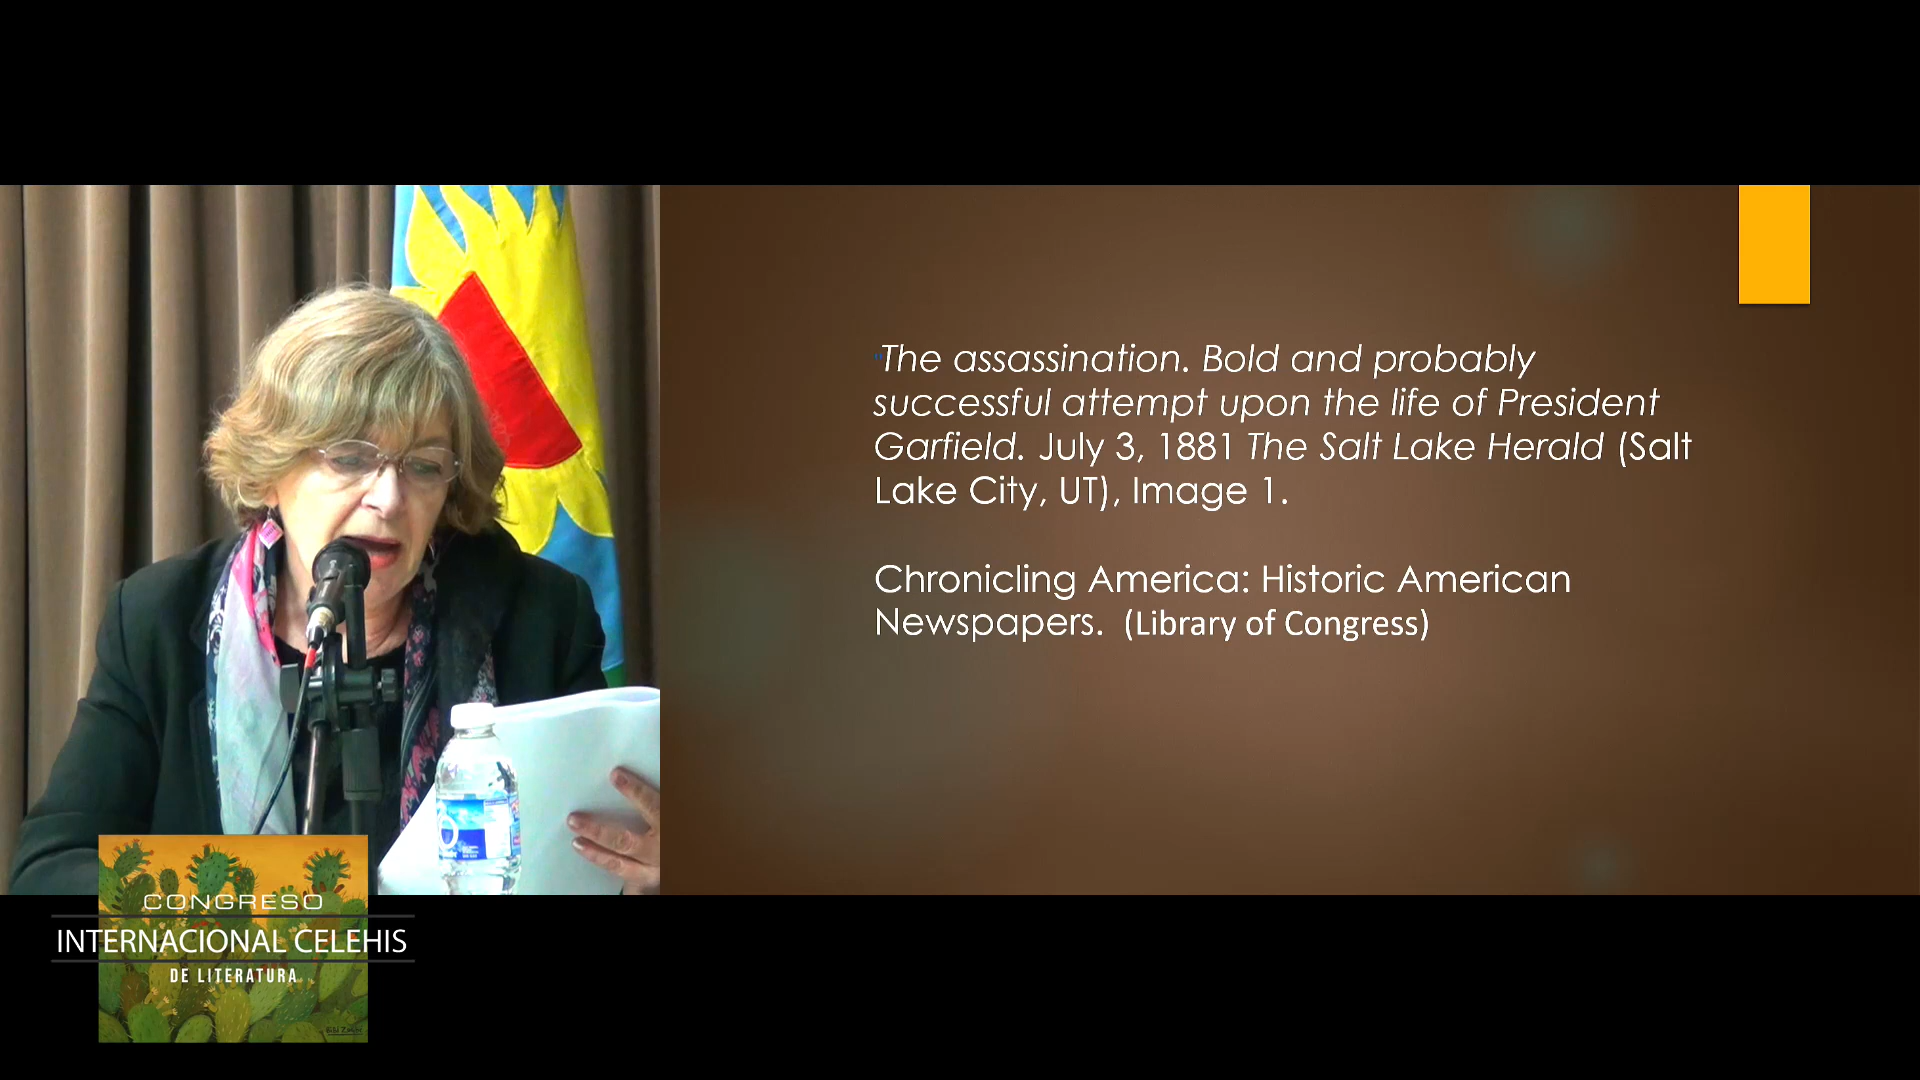 "The assassination. Bold and probably
successful attempt upon the life of President
Garfield. July 3, 1881 The Salt Lake Herald (Salt
Lake City, UT), Image 1.
Chronicling America: Historic American
Newspapers. (Library of Congress)
CONGRESO
INTERNACIONAL CELEHIS
DE LITERATURA